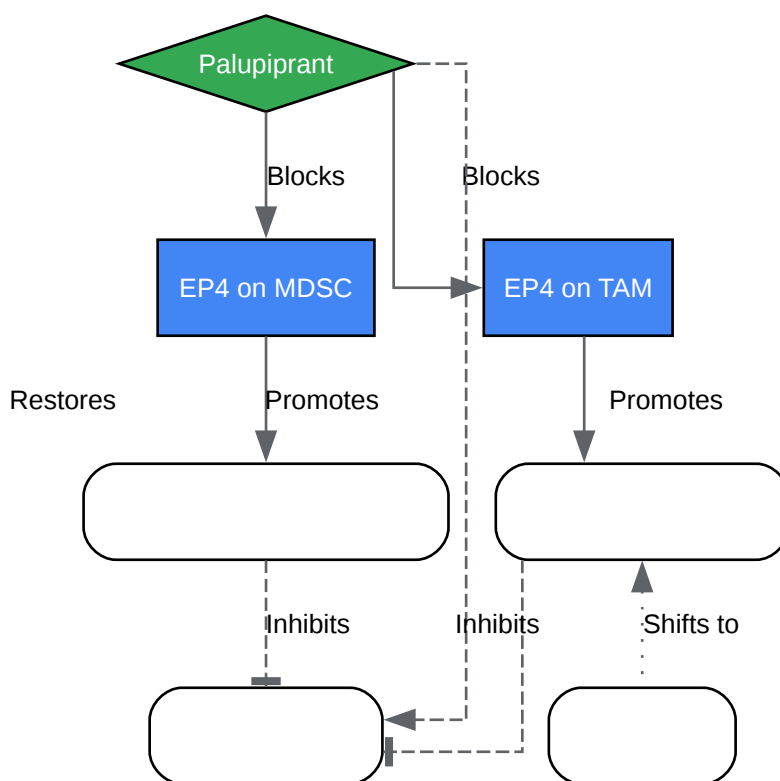 Palupiprant
Blocks
Blocks
EP4 on MDSC
EP4 on TAM
Restores
Promotes
Promotes
Inhibits
Inhibits
Shifts to